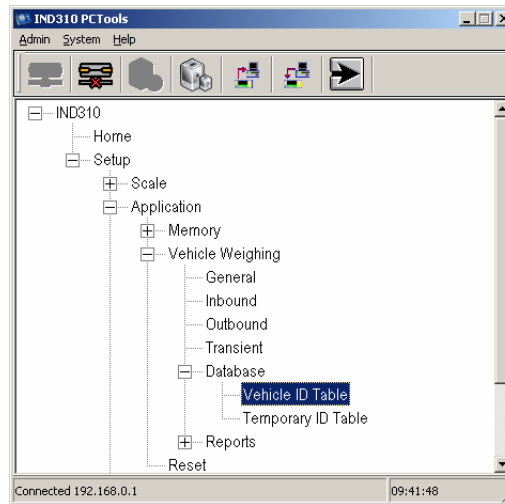 IND310 PCTools
Admin System Help
IND310
Home
Setup
Scale
Application
Memory
Vehicle Weighing
General
Inbound
Outbound
Transient
Database
Vehicle ID Table
Temporary ID Table
Reports
Reset
Connected 192.168.0.1 09:41:48